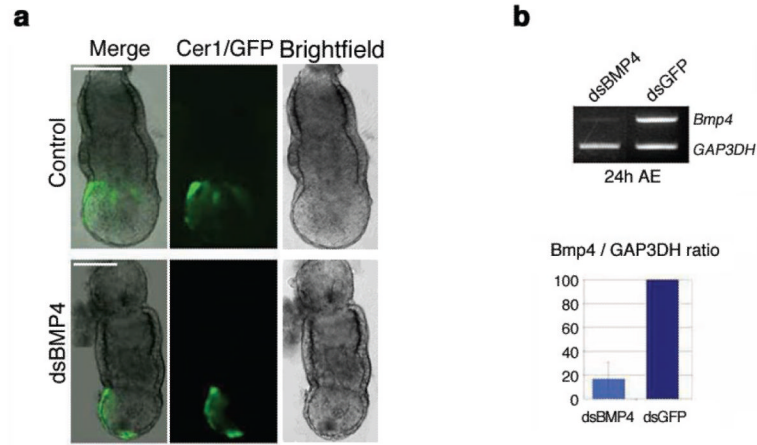 a
Merge Cer1/GFP Brightfield
Control
dsBMP4
b
dsBMP4 dsGFP
Bmp4
GAP3DH
24h AE
Bmp4 / GAP3DH ratio
100
80
60
40
20
0
dsBMP4 dsGFP